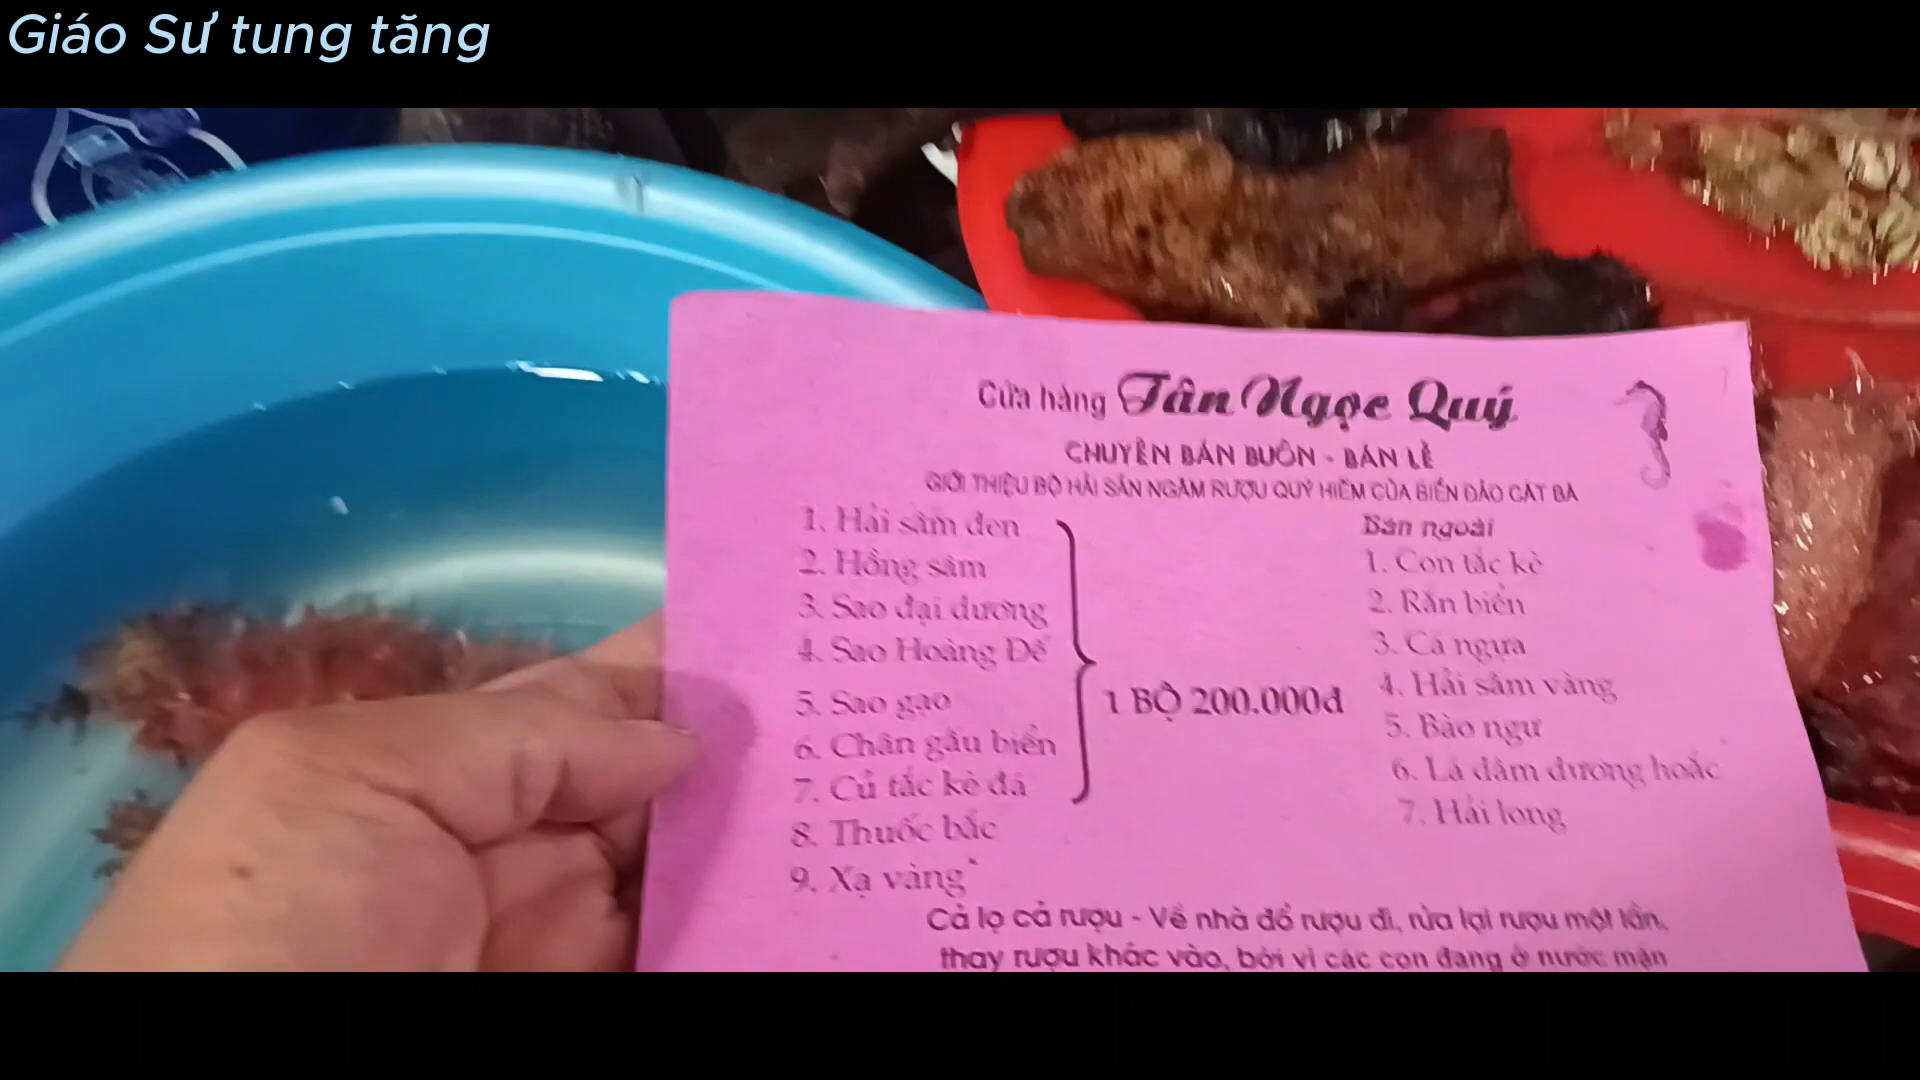 Giáo Sư tung tăng
Cửa hàng Tân Ngọc Quý
CHUYÊN BÁN BUÔN - BÁN LẺ
GIỚI THIỆU BỘ HẢI SẢN NGÂM RƯỢU QUÝ HIẾM CỦA BIỂN ĐẢO CÁT BÀ
1. Hải sâm đen
2. Hồng sâm
3. Sao đại dương
4. Sao Hoàng Đế
5. Sao gạo
6. Chân gấu biển
7. Củ tắc kè đá
8. Thuốc bắc
9. Xạ vàng
1 BỘ 200.000đ
Bán ngoài
1. Con tắc kè
2. Rắn biển
3. Cá ngựa
4. Hải sâm vàng
5. Bào ngư
6. Lá dâm dương hoắc
7. Hải long
Cả lọ cả rượu - Về nhà đổ rượu đi, rửa lại rượu một lần,
thay rượu khác vào, bởi vì các con đang ở nước mặn